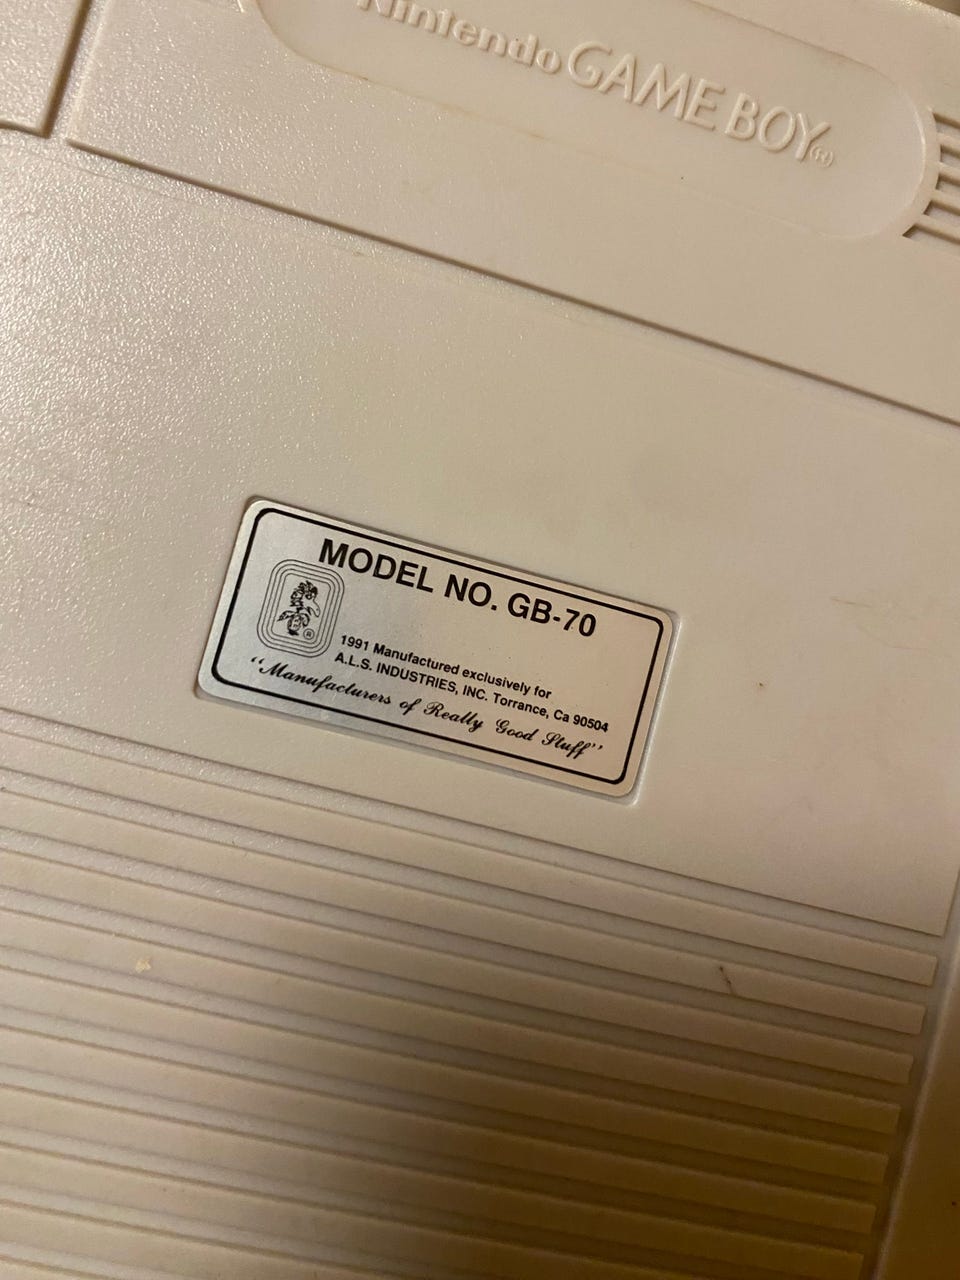 Nintendo GAME BOY®
MODEL NO. GB-70
®
1991 Manufactured exclusively for
A.L.S. INDUSTRIES, INC. Torrance, Ca 90504
“Manufacturers of Really Good Stuff”